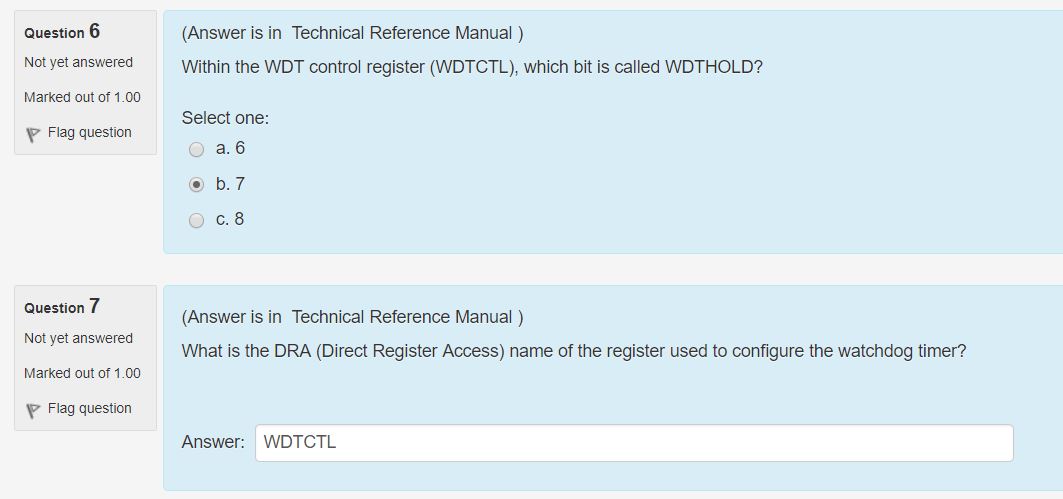 Question 6
Not yet answered
Marked out of 1.00
Flag question
(Answer is in Technical Reference Manual )
Within the WDT control register (WDTCTL), which bit is called WDTHOLD?
Select one:
a. 6
b. 7
c. 8
Question 7
Not yet answered
Marked out of 1.00
Flag question
(Answer is in Technical Reference Manual )
What is the DRA (Direct Register Access) name of the register used to configure the watchdog timer?
Answer: WDTCTL